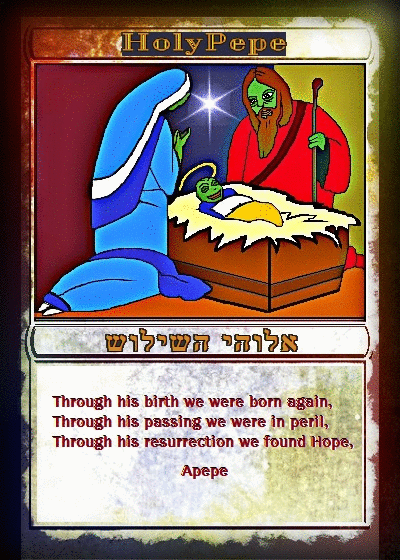 HolyPepe
אלוהי השילוש
Through his birth we were born again,
Through his passing we were in peril,
Through his resurrection we found Hope,
Apepe